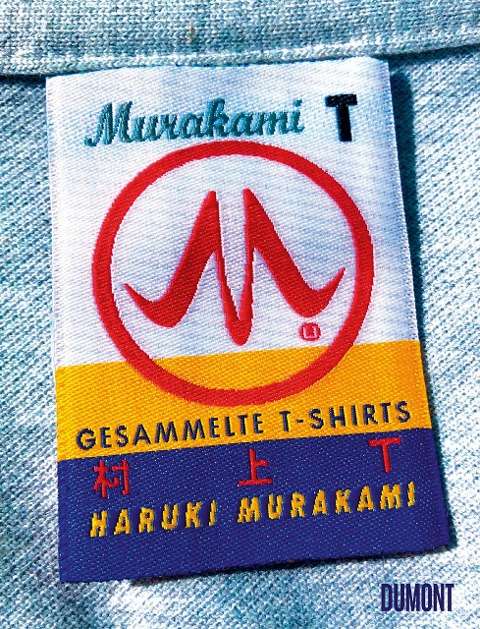 Murakami T
M
®
GESAMMELTE T-SHIRTS
村上T
HARUKI MURAKAMI
DUMONT